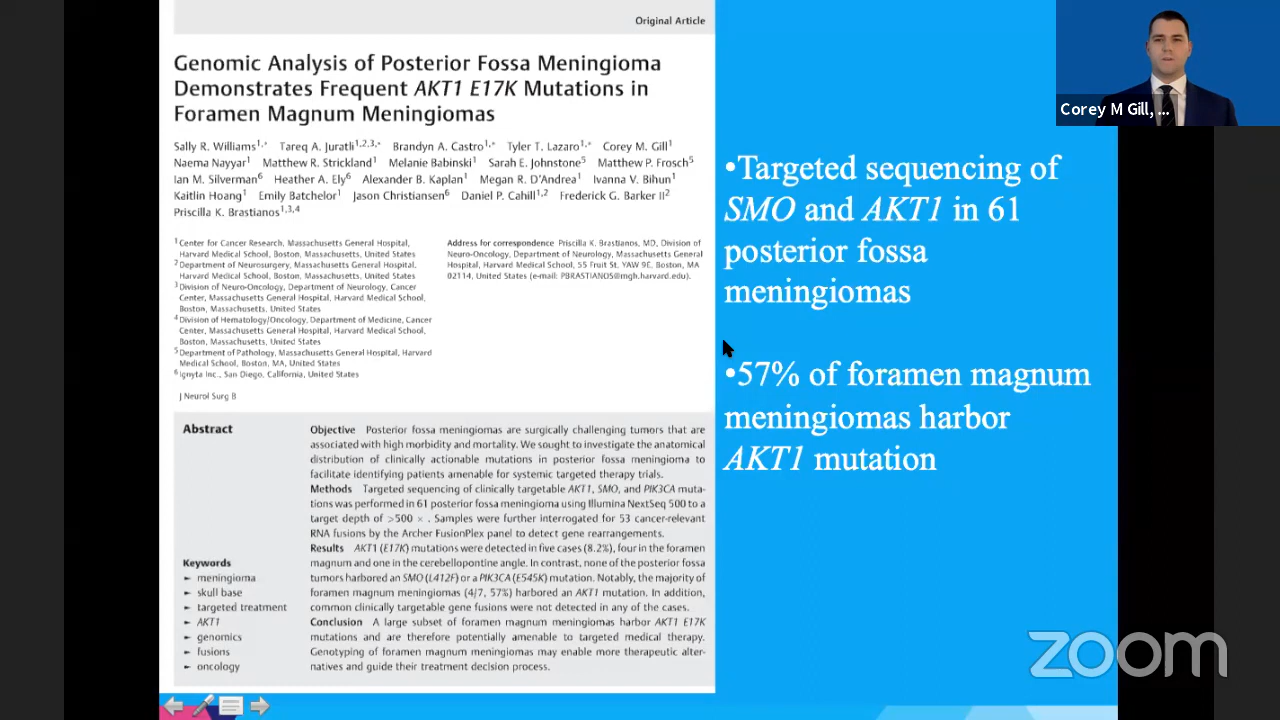 Original Article
Genomic Analysis of Posterior Fossa Meningioma
Demonstrates Frequent AKT1 E17K Mutations in
Foramen Magnum Meningiomas
Sally R. Williams1,* Tareq A. Juratli1,2,3,* Brandyn A. Castro1,* Tyler T. Lazaro1,* Corey M. Gill1
Naema Nayyar1 Matthew R. Strickland1 Melanie Babinski1 Sarah E. Johnstone5 Matthew P. Frosch5
Ian M. Silverman6 Heather A. Ely6 Alexander B. Kaplan1 Megan R. D'Andrea1 Ivanna V. Bihun1
Kaitlin Hoang1 Emily Batchelor1 Jason Christiansen6 Daniel P. Cahill1,2 Frederick G. Barker II2
Priscilla K. Brastianos1,3,4
1 Center for Cancer Research, Massachusetts General Hospital,
Harvard Medical School, Boston, Massachusetts, United States
2 Department of Neurosurgery, Massachusetts General Hospital,
Harvard Medical School, Boston, Massachusetts, United States
3 Division of Neuro-Oncology, Department of Neurology, Cancer
Center, Massachusetts General Hospital, Harvard Medical School,
Boston, Massachusetts, United States
4 Division of Hematology/Oncology, Department of Medicine, Cancer
Center, Massachusetts General Hospital, Harvard Medical School,
Boston, Massachusetts, United States
5 Department of Pathology, Massachusetts General Hospital, Harvard
Medical School, Boston, MA, United States
6 Ignyta Inc., San Diego, California, United States
Address for correspondence Priscilla K. Brastianos, MD, Division of
Neuro-Oncology, Department of Neurology, Massachusetts General
Hospital, Harvard Medical School, 55 Fruit St. YAW 9E, Boston, MA
02114, United States (e-mail: PBRASTIANOS@mgh.harvard.edu).
J Neurol Surg B
Abstract
Objective Posterior fossa meningiomas are surgically challenging tumors that are
associated with high morbidity and mortality. We sought to investigate the anatomical
distribution of clinically actionable mutations in posterior fossa meningioma to
facilitate identifying patients amenable for systemic targeted therapy trials.
Methods Targeted sequencing of clinically targetable AKT1, SMO, and PIK3CA muta-
tions was performed in 61 posterior fossa meningioma using Illumina NextSeq 500 to a
target depth of >500 × . Samples were further interrogated for 53 cancer-relevant
RNA fusions by the Archer FusionPlex panel to detect gene rearrangements.
Results AKT1 (E17K) mutations were detected in five cases (8.2%), four in the foramen
magnum and one in the cerebellopontine angle. In contrast, none of the posterior fossa
tumors harbored an SMO (L412F) or a PIK3CA (E545K) mutation. Notably, the majority of
foramen magnum meningiomas (4/7, 57%) harbored an AKT1 mutation. In addition,
common clinically targetable gene fusions were not detected in any of the cases.
Conclusion A large subset of foramen magnum meningiomas harbor AKT1 E17K
mutations and are therefore potentially amenable to targeted medical therapy.
Genotyping of foramen magnum meningiomas may enable more therapeutic alter-
natives and guide their treatment decision process.
Keywords
► meningioma
► skull base
► targeted treatment
► AKT1
► genomics
► fusions
► oncology
•Targeted sequencing of
SMO and AKT1 in 61
posterior fossa
meningiomas
•57% of foramen magnum
meningiomas harbor
AKT1 mutation
Corey M Gill, ...
zoom